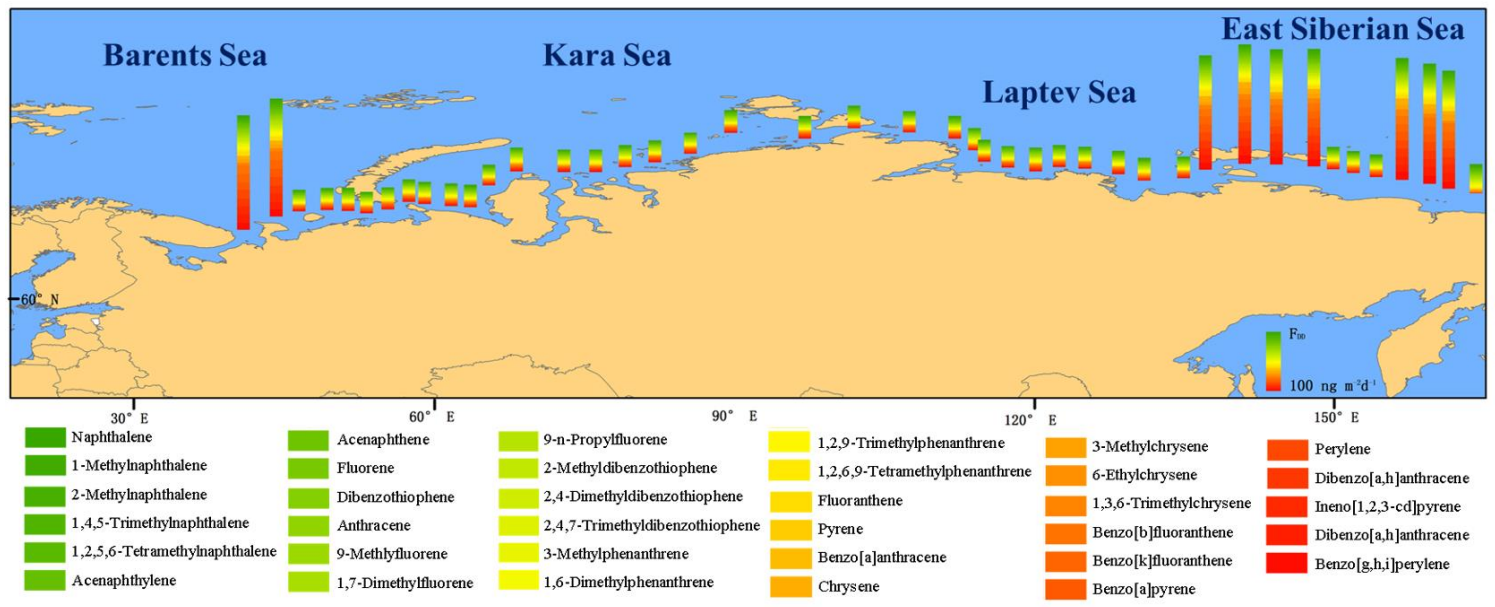 East Siberian Sea
Barents Sea
Kara Sea
Laptev Sea
60° N
F_DD
100 ng m⁻²d⁻¹
30° E
60° E
90° E
120° E
150° E
Naphthalene
1-Methylnaphthalene
2-Methylnaphthalene
1,4,5-Trimethylnaphthalene
1,2,5,6-Tetramethylnaphthalene
Acenaphthylene
Acenaphthene
Fluorene
Dibenzothiophene
Anthracene
9-Methlyfluorene
1,7-Dimethylfluorene
9-n-Propylfluorene
2-Methyldibenzothiophene
2,4-Dimethyldibenzothiophene
2,4,7-Trimethyldibenzothiophene
3-Methylphenanthrene
1,6-Dimethylphenanthrene
1,2,9-Trimethylphenanthrene
1,2,6,9-Tetramethylphenanthrene
Fluoranthene
Pyrene
Benzo[a]anthracene
Chrysene
3-Methylchrysene
6-Ethylchrysene
1,3,6-Trimethylchrysene
Benzo[b]fluoranthene
Benzo[k]fluoranthene
Benzo[a]pyrene
Perylene
Dibenzo[a,h]anthracene
Ineno[1,2,3-cd]pyrene
Dibenzo[a,h]anthracene
Benzo[g,h,i]perylene